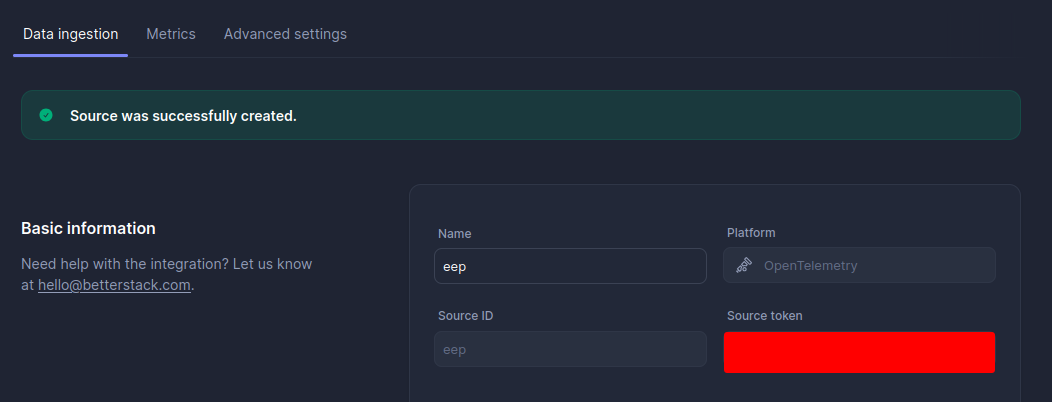 Data ingestion Metrics Advanced settings
Source was successfully created.
Basic information
Need help with the integration? Let us know
at hello@betterstack.com.
Name
eep
Platform
OpenTelemetry
Source ID
eep
Source token